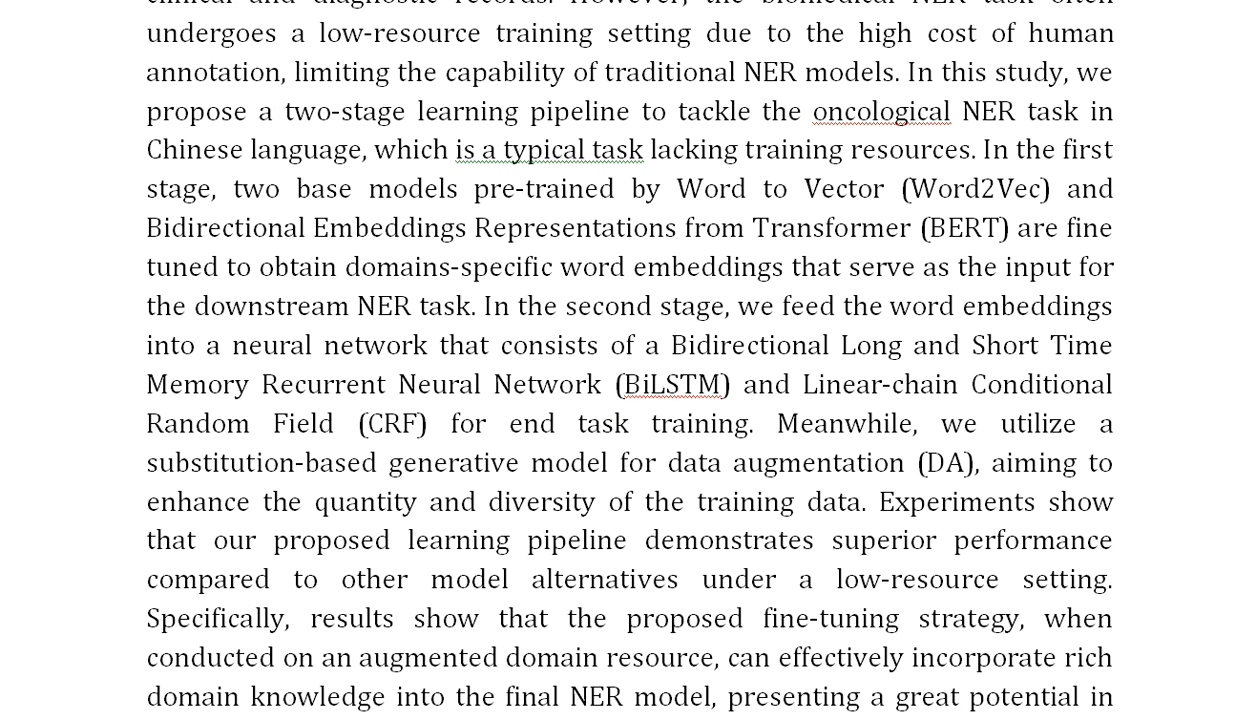 clinical and diagnostic records. However, the biomedical NER task often
undergoes a low-resource training setting due to the high cost of human
annotation, limiting the capability of traditional NER models. In this study, we
propose a two-stage learning pipeline to tackle the oncological NER task in
Chinese language, which is a typical task lacking training resources. In the first
stage, two base models pre-trained by Word to Vector (Word2Vec) and
Bidirectional Embeddings Representations from Transformer (BERT) are fine
tuned to obtain domains-specific word embeddings that serve as the input for
the downstream NER task. In the second stage, we feed the word embeddings
into a neural network that consists of a Bidirectional Long and Short Time
Memory Recurrent Neural Network (BiLSTM) and Linear-chain Conditional
Random Field (CRF) for end task training. Meanwhile, we utilize a
substitution-based generative model for data augmentation (DA), aiming to
enhance the quantity and diversity of the training data. Experiments show
that our proposed learning pipeline demonstrates superior performance
compared to other model alternatives under a low-resource setting.
Specifically, results show that the proposed fine-tuning strategy, when
conducted on an augmented domain resource, can effectively incorporate rich
domain knowledge into the final NER model, presenting a great potential in